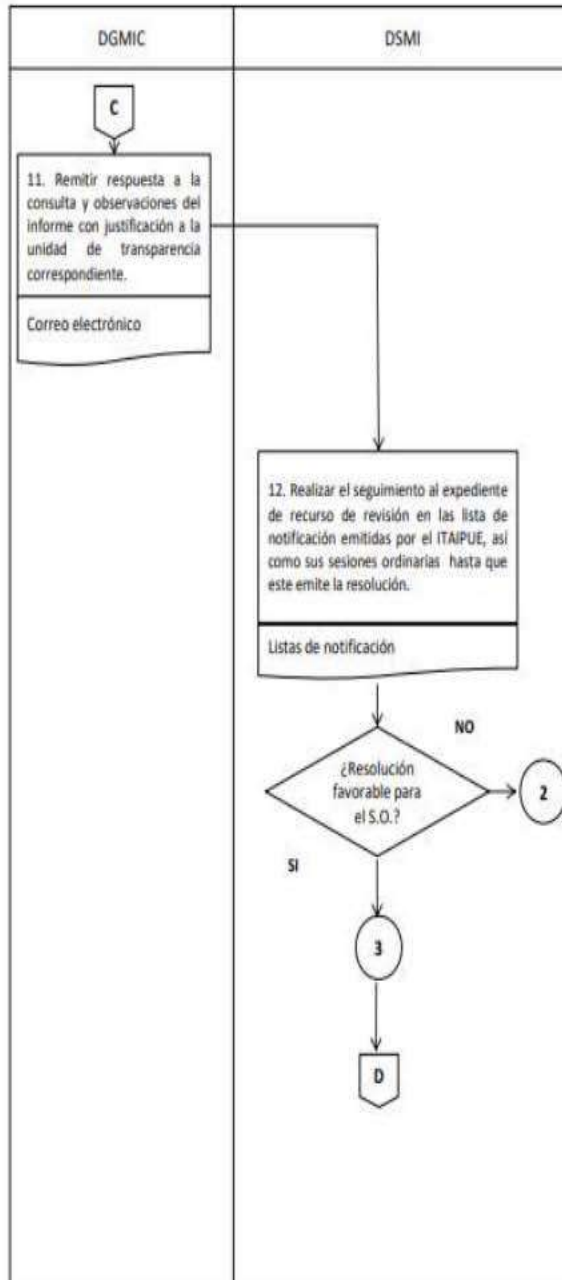 DGMIC
DSMI
C
11. Remitir respuesta a la
consulta y observaciones del
informe con justificación a la
unidad de transparencia
correspondiente.
Correo electrónico
12. Realizar el seguimiento al expediente
de recurso de revisión en las lista de
notificación emitidas por el ITAIPUE, así
como sus sesiones ordinarias hasta que
este emite la resolución.
Listas de notificación
NO
¿Resolución
favorable para
el S.O.?
2
SI
3
D